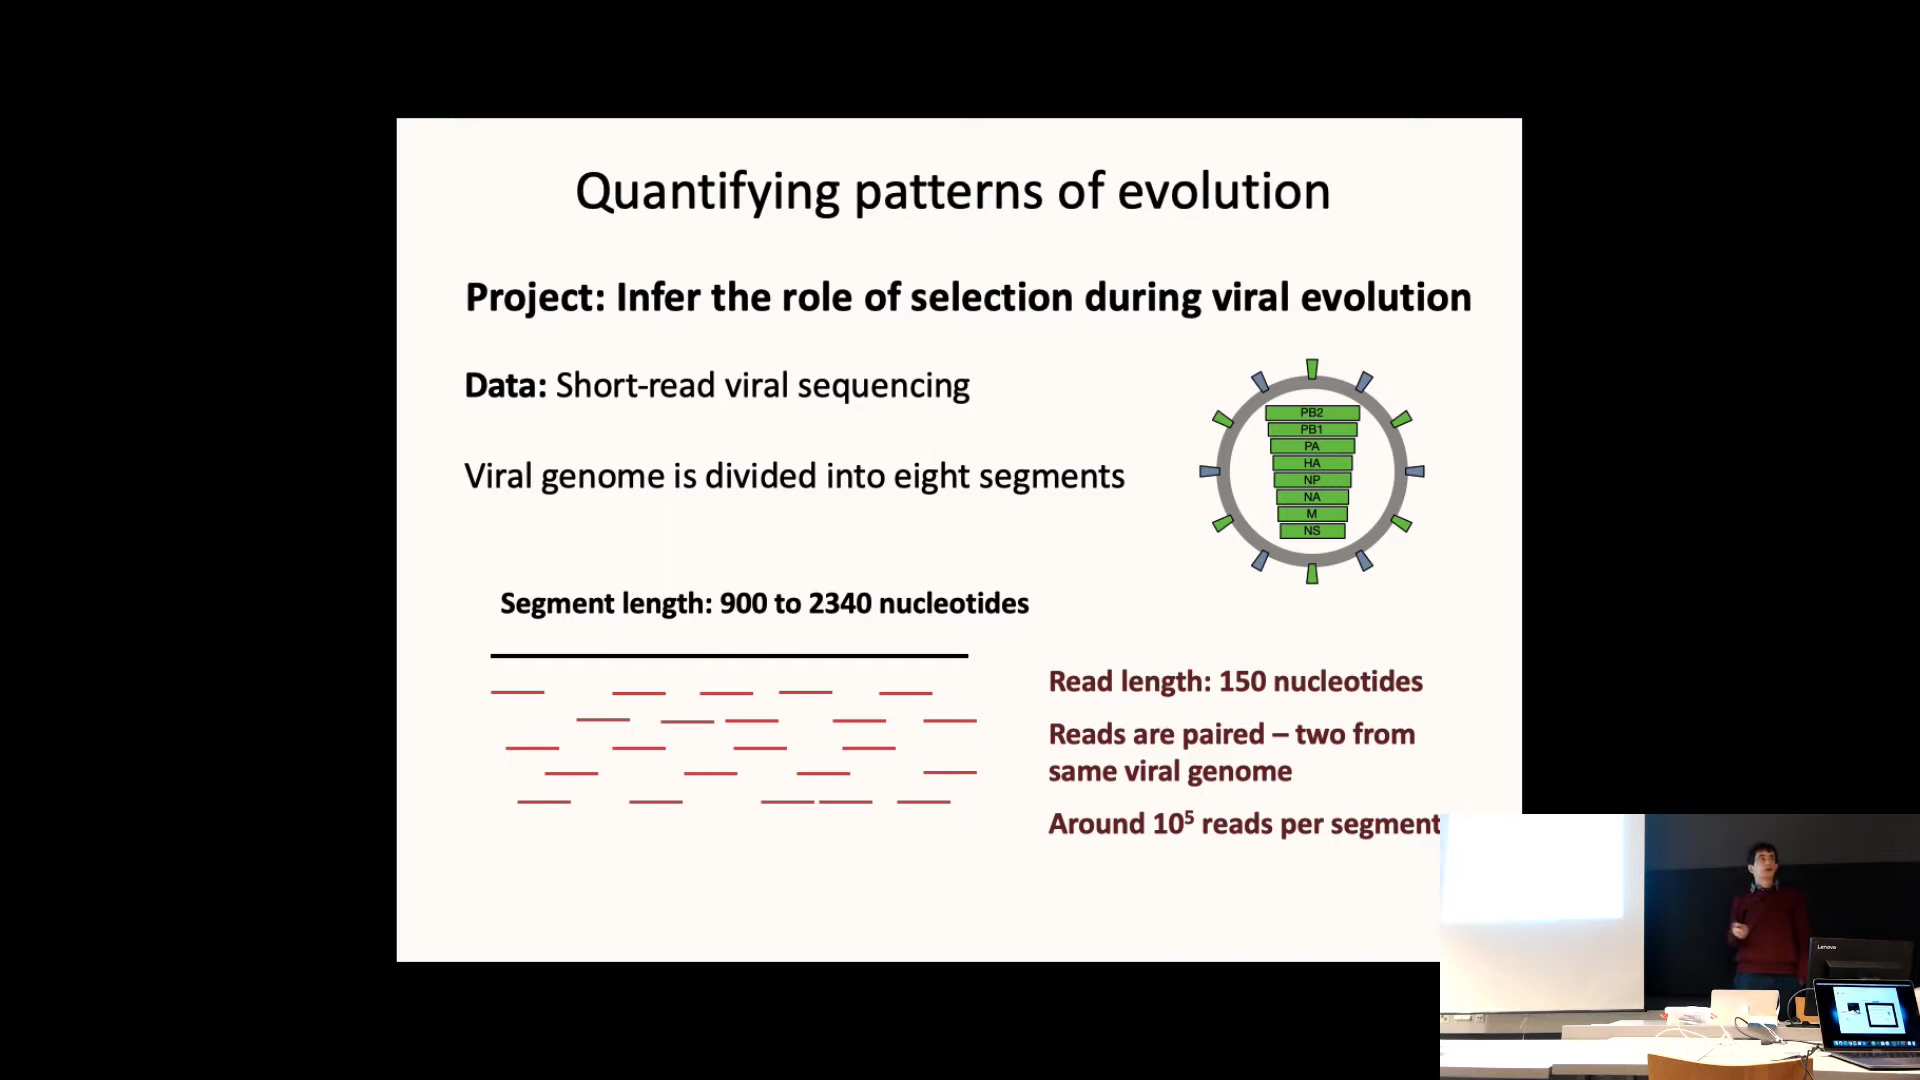 Quantifying patterns of evolution
Project: Infer the role of selection during viral evolution
Data: Short-read viral sequencing
Viral genome is divided into eight segments
PB2
PB1
PA
HA
NP
NA
M
NS
Segment length: 900 to 2340 nucleotides
Read length: 150 nucleotides
Reads are paired – two from
same viral genome
Around 10⁵ reads per segment
Lenovo